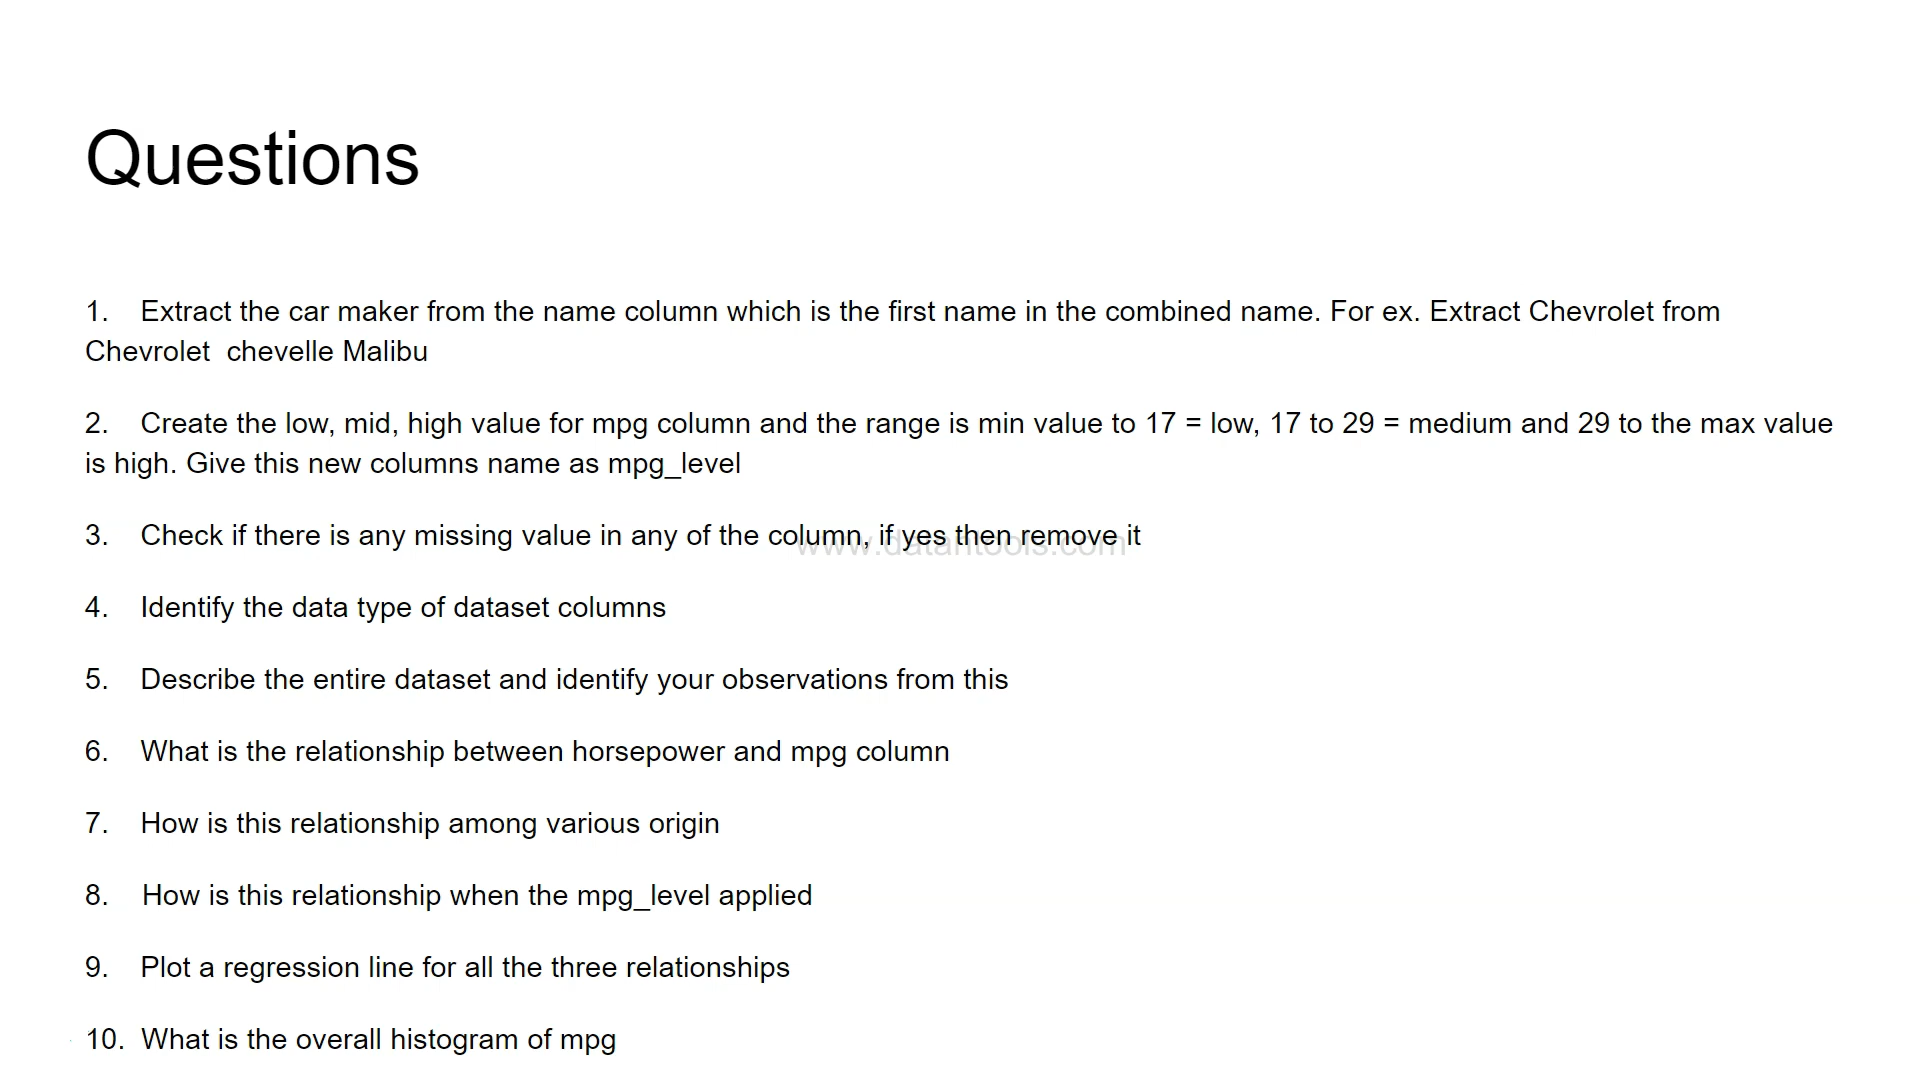 Questions
1. Extract the car maker from the name column which is the first name in the combined name. For ex. Extract Chevrolet from
Chevrolet  chevelle Malibu
2. Create the low, mid, high value for mpg column and the range is min value to 17 = low, 17 to 29 = medium and 29 to the max value
is high. Give this new columns name as mpg_level
3. Check if there is any missing value in any of the column, if yes then remove it
www.datahtools.com
4. Identify the data type of dataset columns
5. Describe the entire dataset and identify your observations from this
6. What is the relationship between horsepower and mpg column
7. How is this relationship among various origin
8. How is this relationship when the mpg_level applied
9. Plot a regression line for all the three relationships
10. What is the overall histogram of mpg